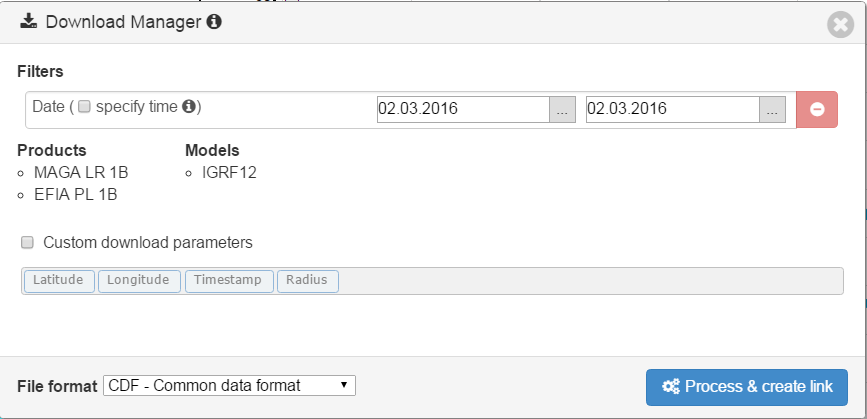 Download Manager
Filters
Date ( specify time ) 02.03.2016 ... 02.03.2016 ...
Products Models
MAGA LR 1B IGRF12
EFIA PL 1B
Custom download parameters
Latitude Longitude Timestamp Radius
File format CDF - Common data format Process & create link